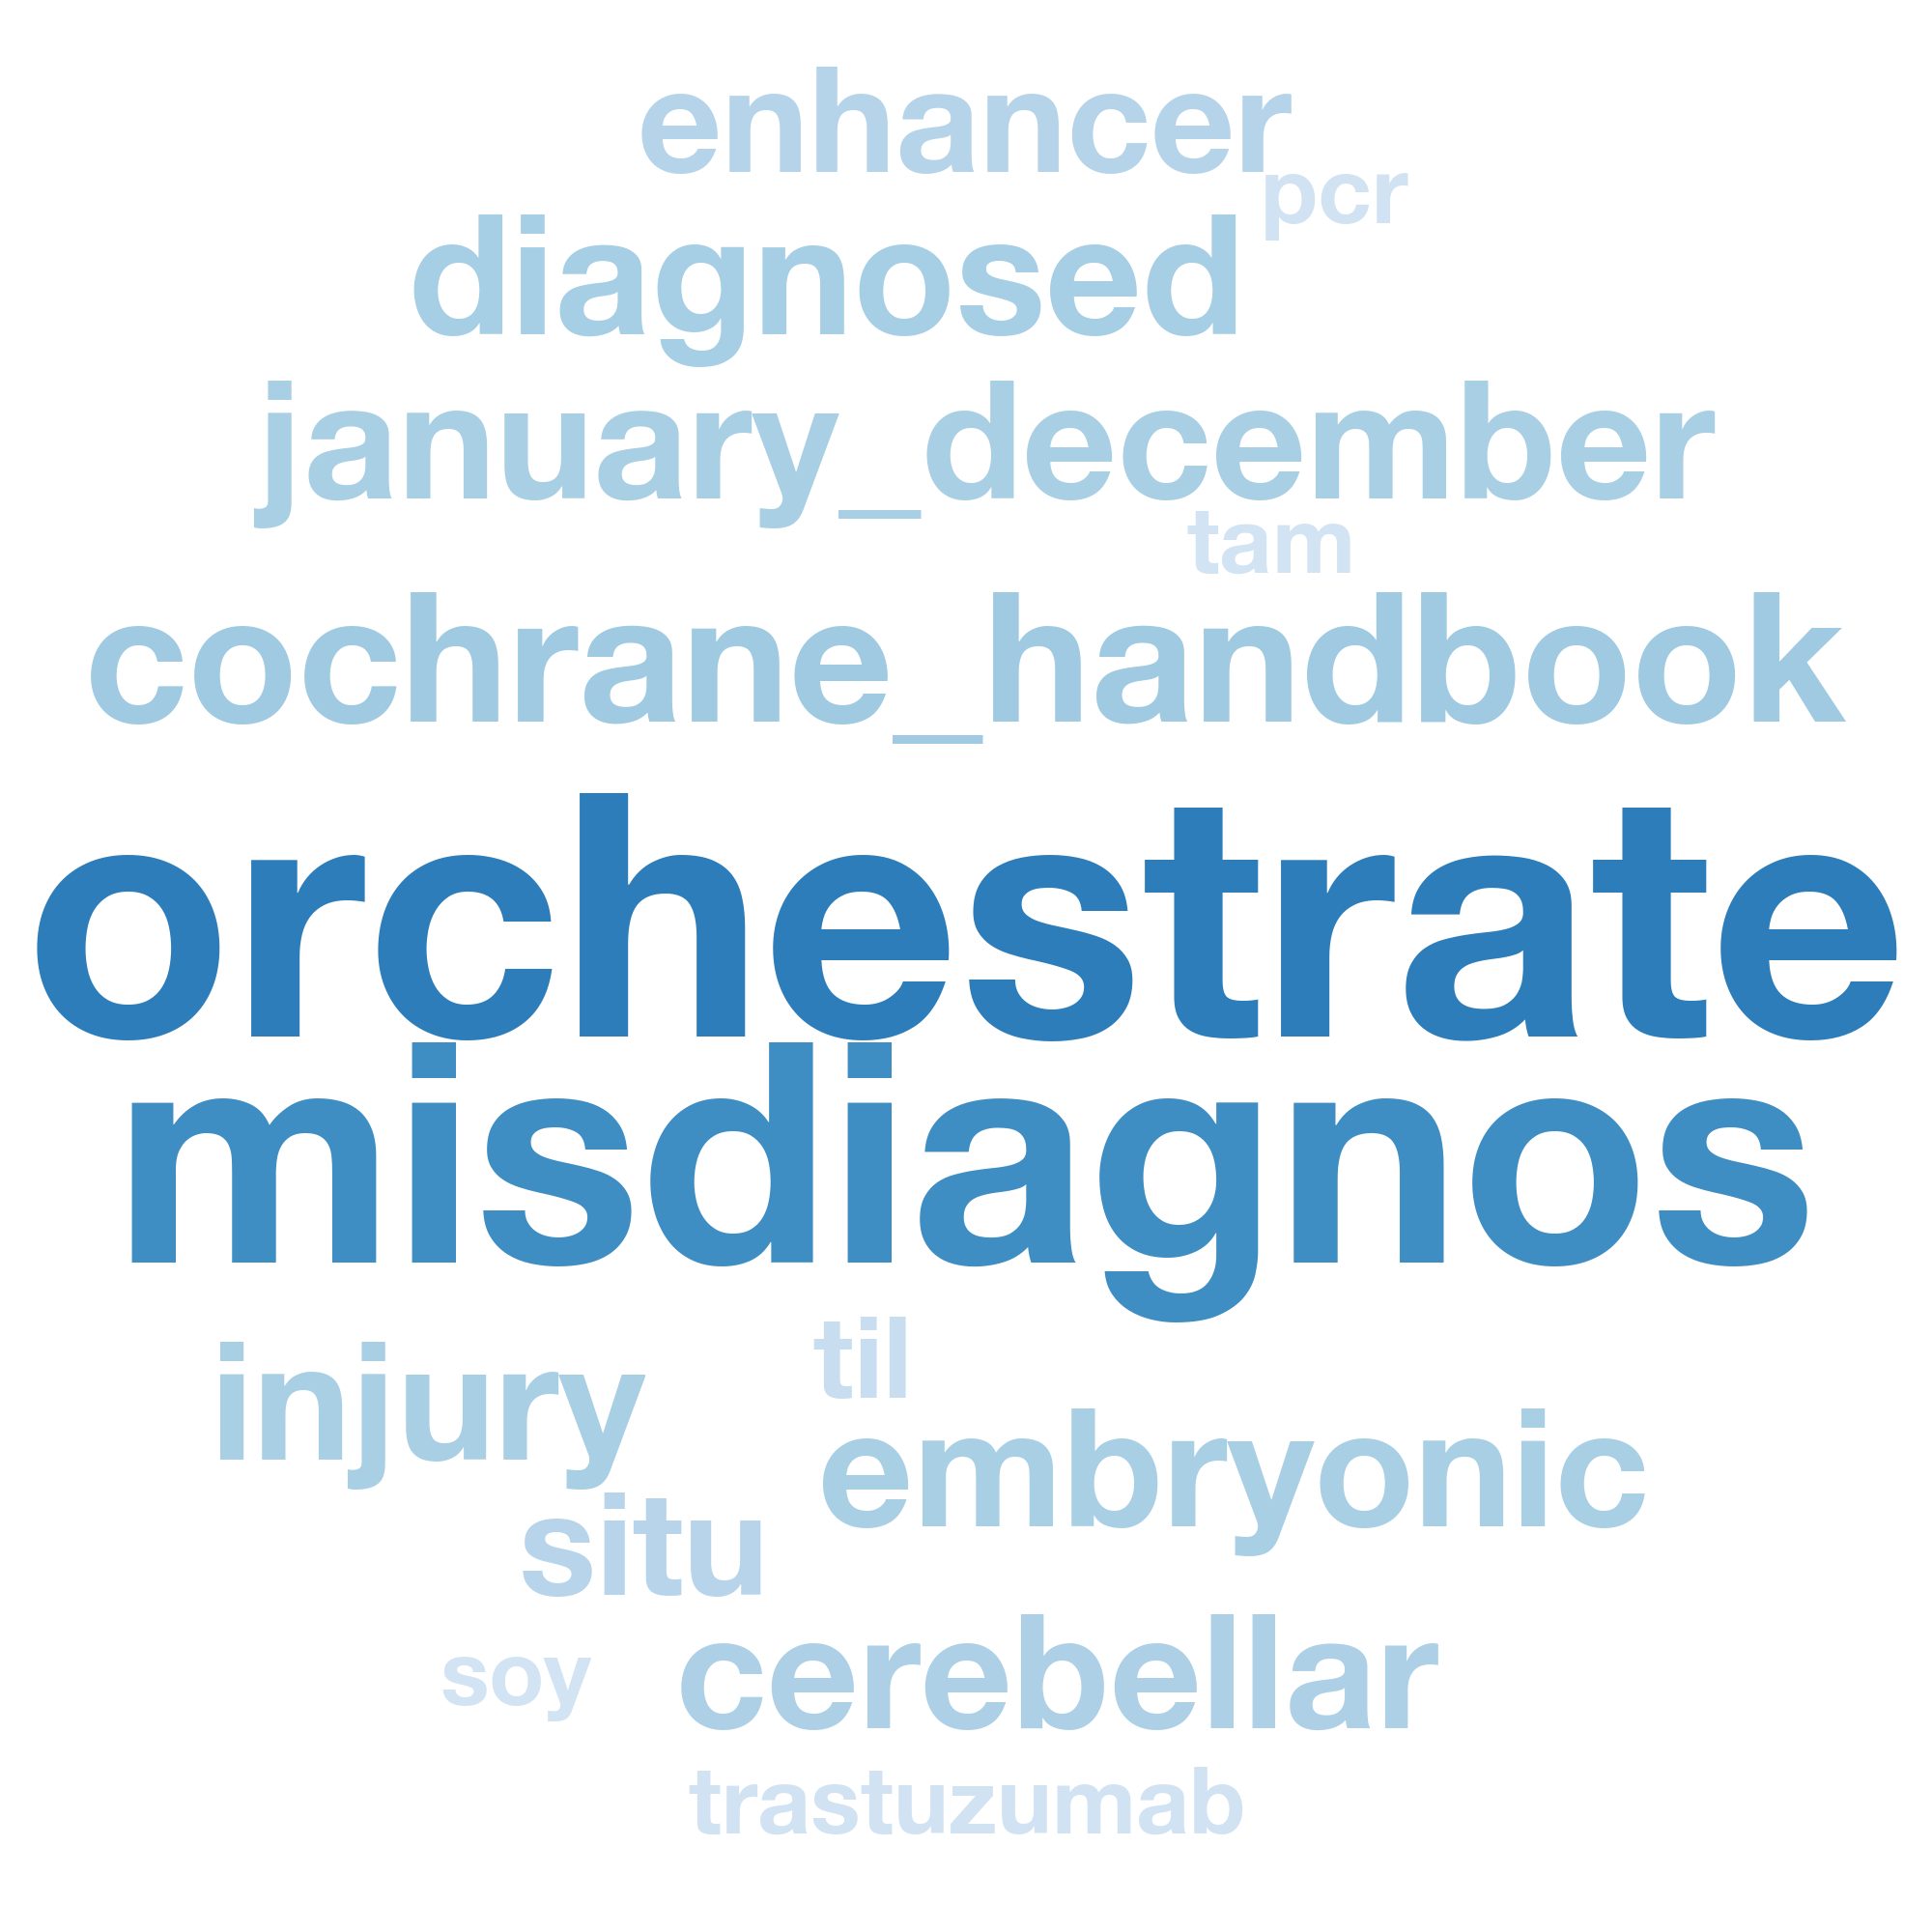 enhancer
pcr
diagnosed
january_december
tam
cochrane_handbook
orchestrate
misdiagnos
til
injury
embryonic
situ
soy
cerebellar
trastuzumab